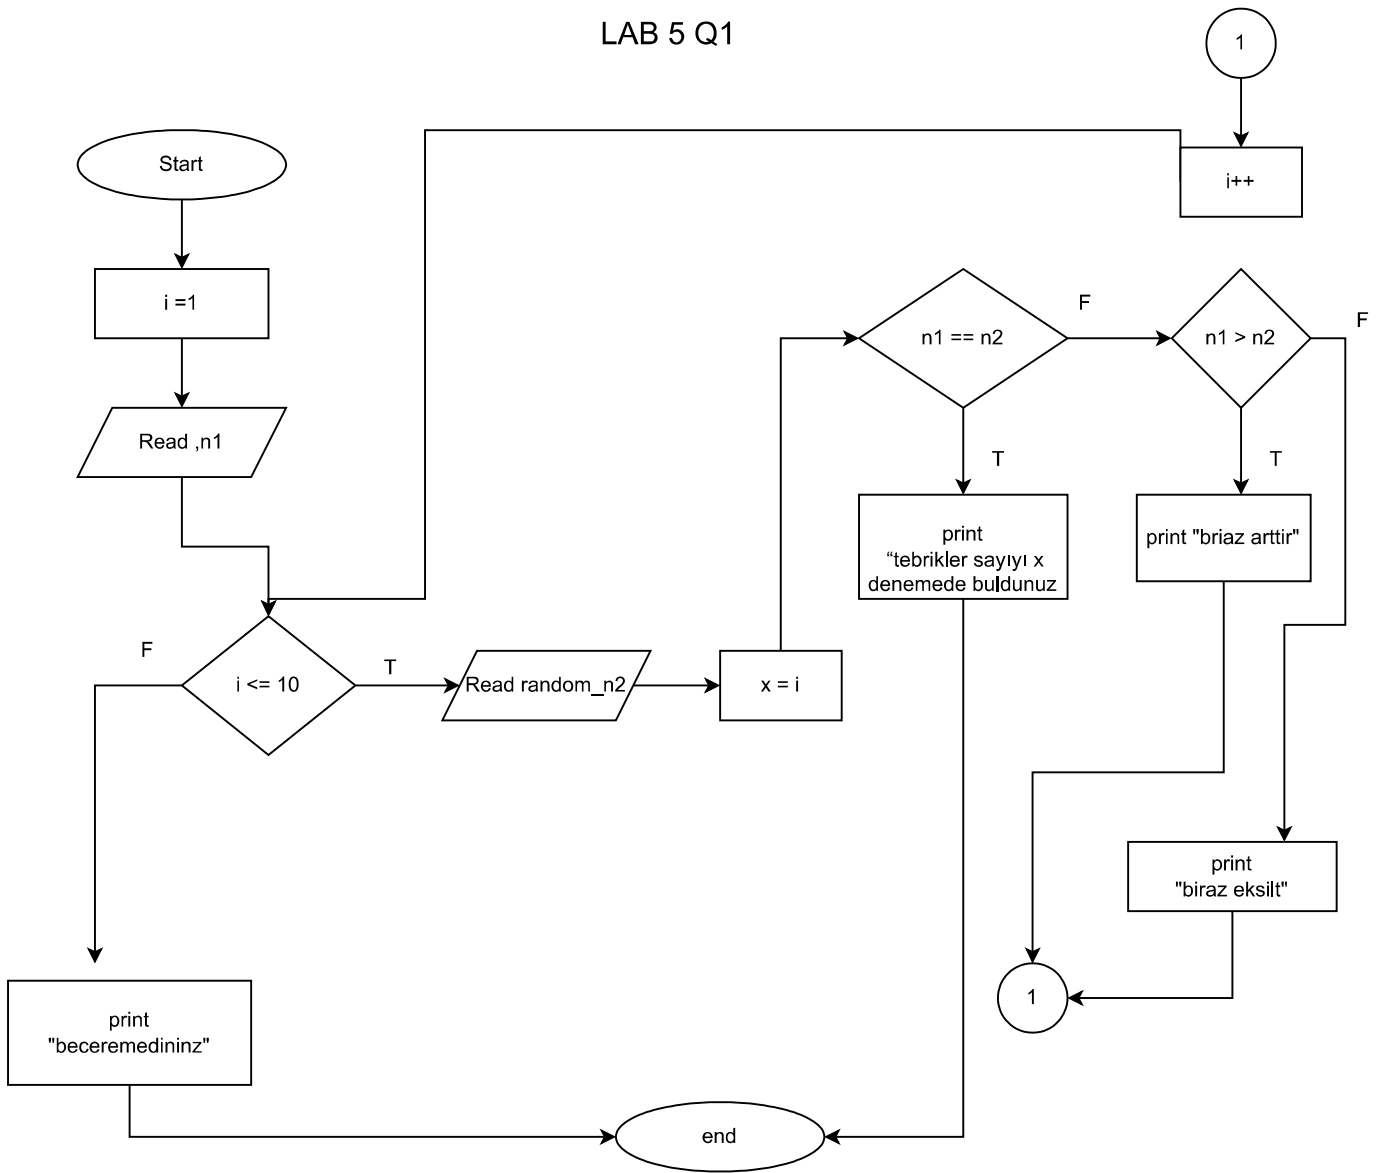 LAB 5 Q1
1
Start
i++
i =1
n1 == n2
F
n1 > n2
F
Read ,n1
T
T
print
“tebrikler sayıyı x
denemede buldunuz
print "briaz arttir"
F
T
i <= 10
Read random_n2
x = i
print
"biraz eksilt"
1
print
"beceremedininz"
end